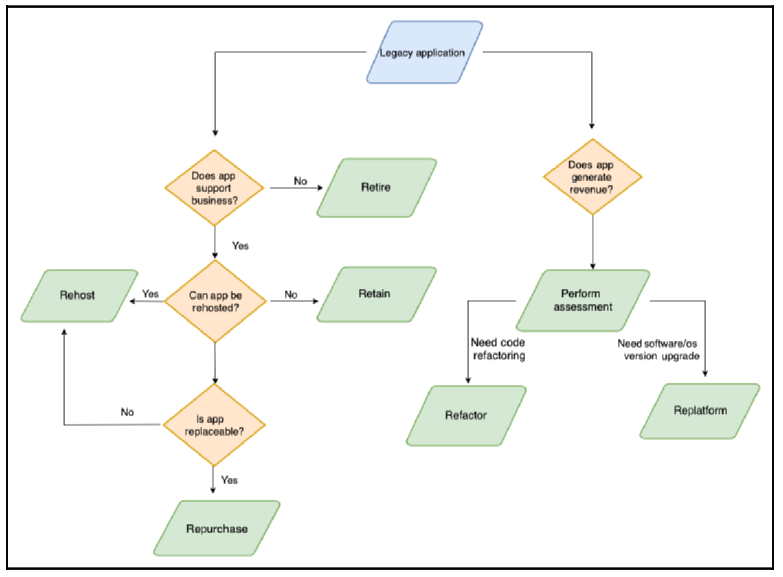 Legacy application
Does app
support
business?
No
Retire
Does app
generate
revenue?
Yes
Rehost
Yes
Can app be
rehosted?
No
Retain
Perform
assessment
Need code
refactoring
Need software/os
version upgrade
No
Is app
replaceable?
Refactor
Replatform
Yes
Repurchase